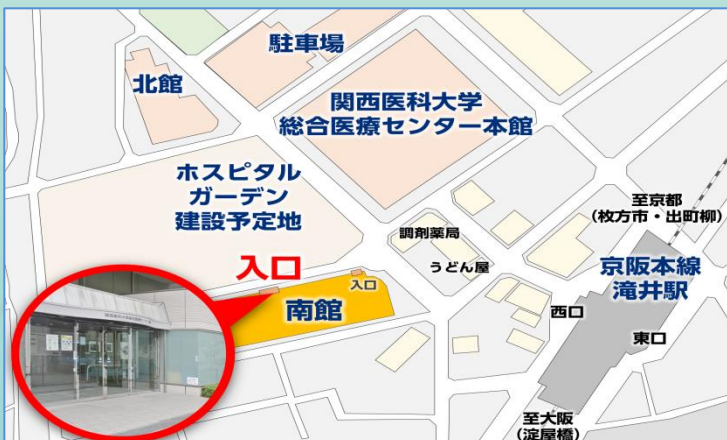 駐車場
北館
関西医科大学
総合医療センター本館
ホスピタル
ガーデン
建設予定地
至京都
(枚方市・出町柳)
調剤薬局
うどん屋
京阪本線
滝井駅
入口
入口
南館
西口
東口
至大阪
(淀屋橋)